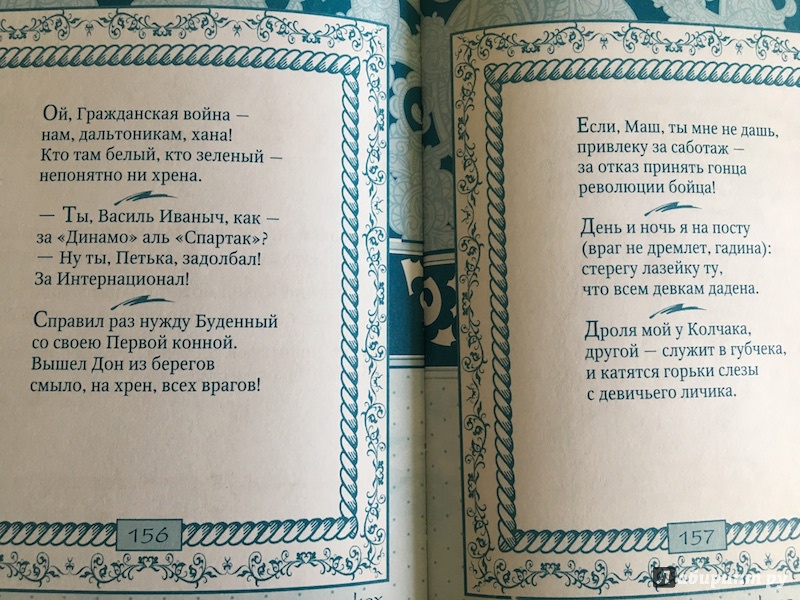 Ой, Гражданская война —
нам, дальтоникам, хана!
Кто там белый, кто зеленый —
непонятно ни хрена.
— Ты, Василь Иваныч, как —
за «Динамо» аль «Спартак»?
— Ну ты, Петька, задолбал!
За Интернационал!
Справил раз нужду Буденный
со своею Первой конной.
Вышел Дон из берегов
смыло, на хрен, всех врагов!
156
Если, Маш, ты мне не дашь,
привлеку за саботаж —
за отказ принять гонца
революции бойца!
День и ночь я на посту
(враг не дремлет, гадина):
стерегу лазейку ту,
что всем девкам дадена.
Дроля мой у Колчака,
другой — служит в губчека,
и катятся горьки слезы
с девичьего личика.
157
Лабиринт.ру